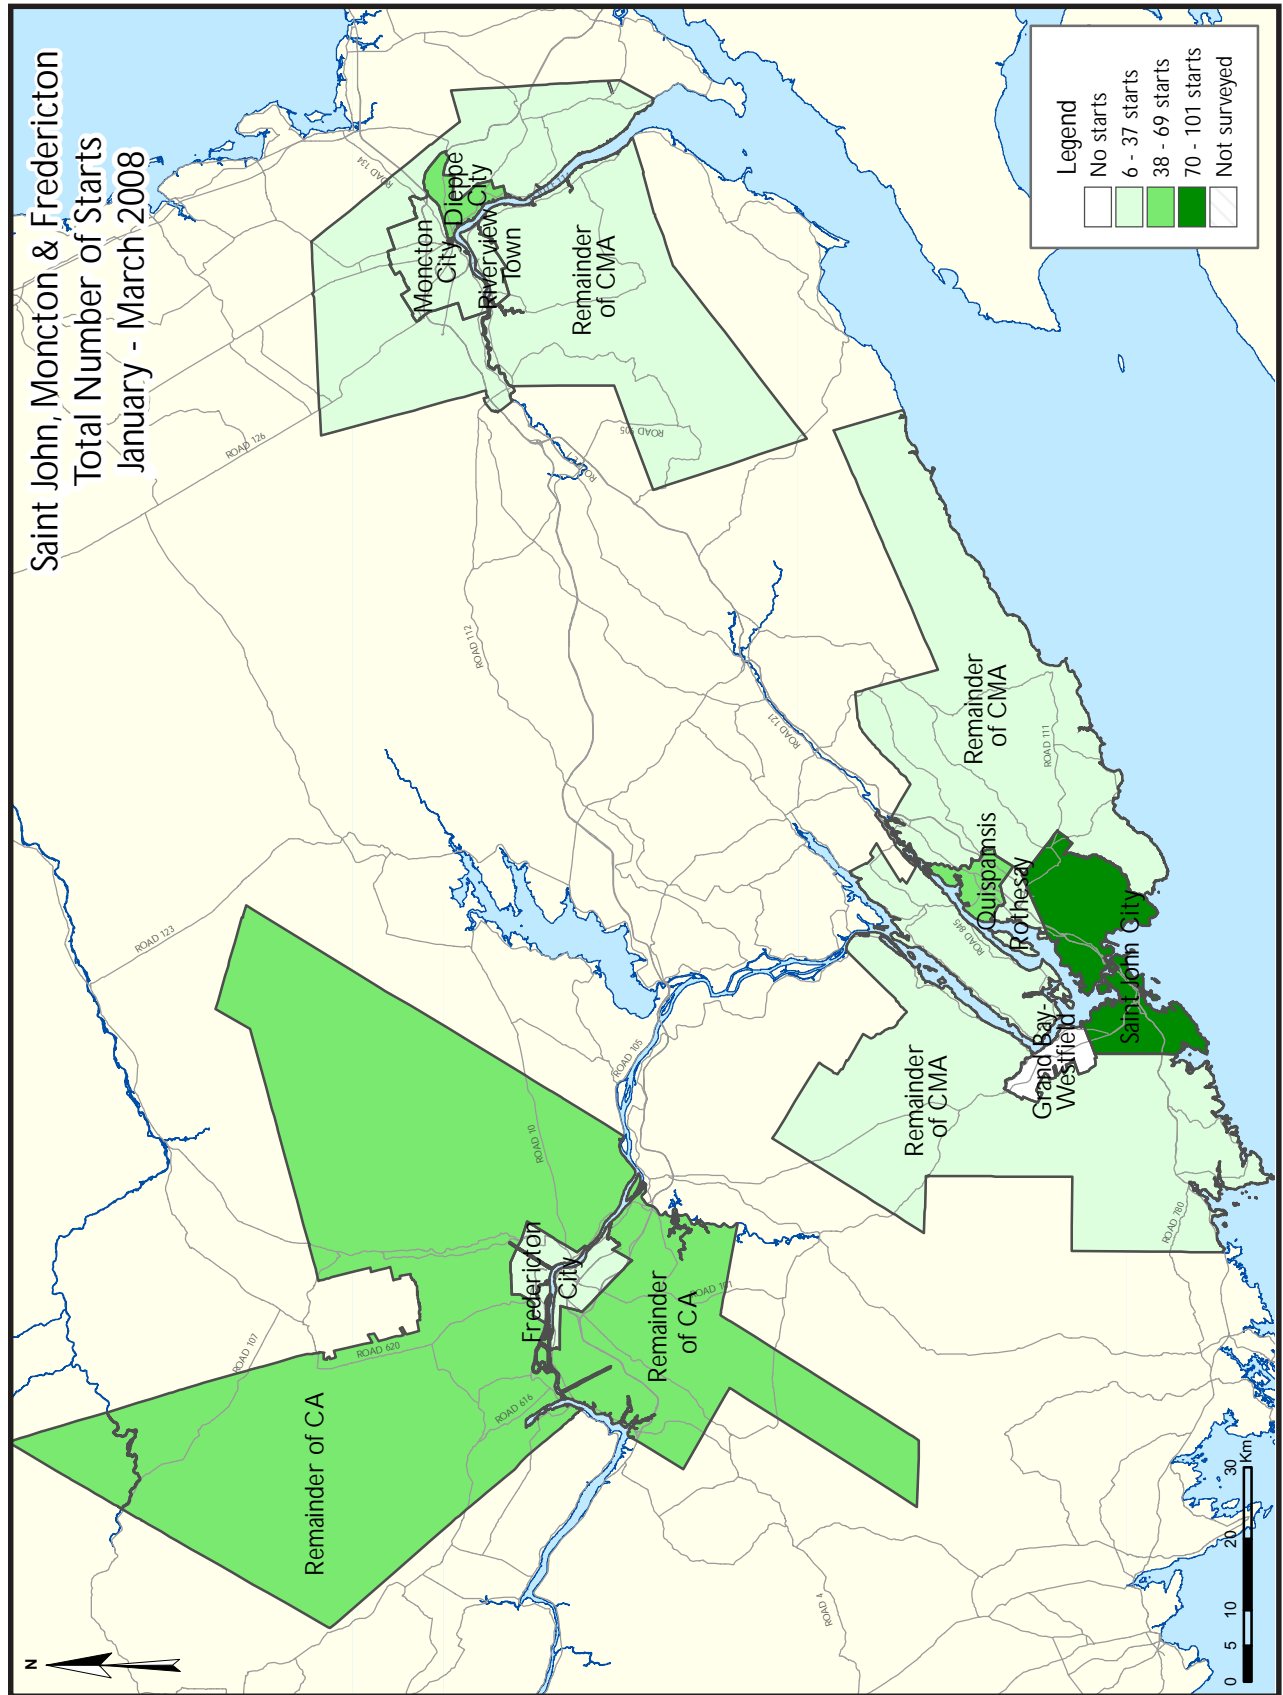 Saint John, Moncton & Fredericton
Total Number of Starts
January - March 2008
Legend
No starts
6 - 37 starts
38 - 69 starts
70 - 101 starts
Not surveyed
N
Remainder of CA
Fredericton
City
Remainder
of CA
Moncton
City
Dieppe
City
Riverview
Town
Remainder
of CMA
Remainder
of CMA
Quispamsis
Rothesay
Saint John City
Grand Bay-
Westfield
Remainder
of CMA
ROAD 134
ROAD 126
ROAD 123
ROAD 112
ROAD 905
ROAD 121
ROAD 111
ROAD 845
ROAD 105
ROAD 10
ROAD 107
ROAD 620
ROAD 616
ROAD 101
ROAD 780
ROAD 4
0 5 10 20 30
Km